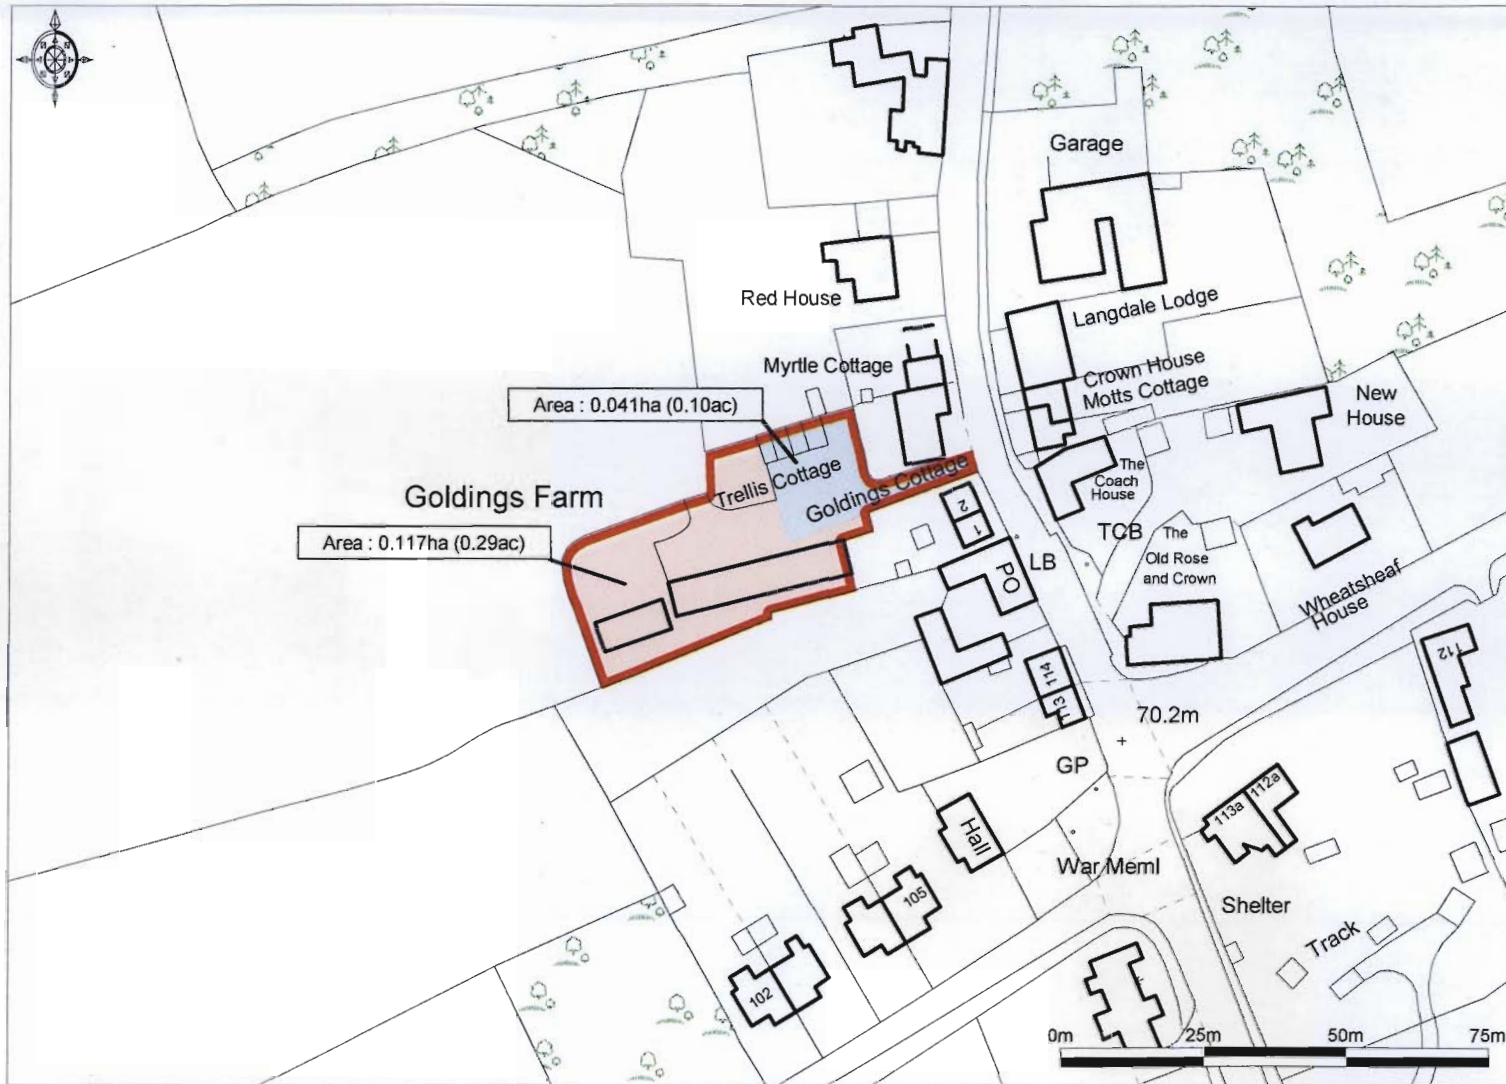 Garage
Red House
Langdale Lodge
Myrtle Cottage
Crown House
Motts Cottage
New
House
Area : 0.041ha (0.10ac)
Trellis Cottage
Goldings Cottage
The
Coach
House
Goldings Farm
TCB
The
Old Rose
and Crown
Area : 0.117ha (0.29ac)
2
1
PO
LB
Wheatsheaf
House
114
113
T12
70.2m
GP
Hall
113a
112a
War Meml
Shelter
105
102
Track
0m 25m 50m 75m